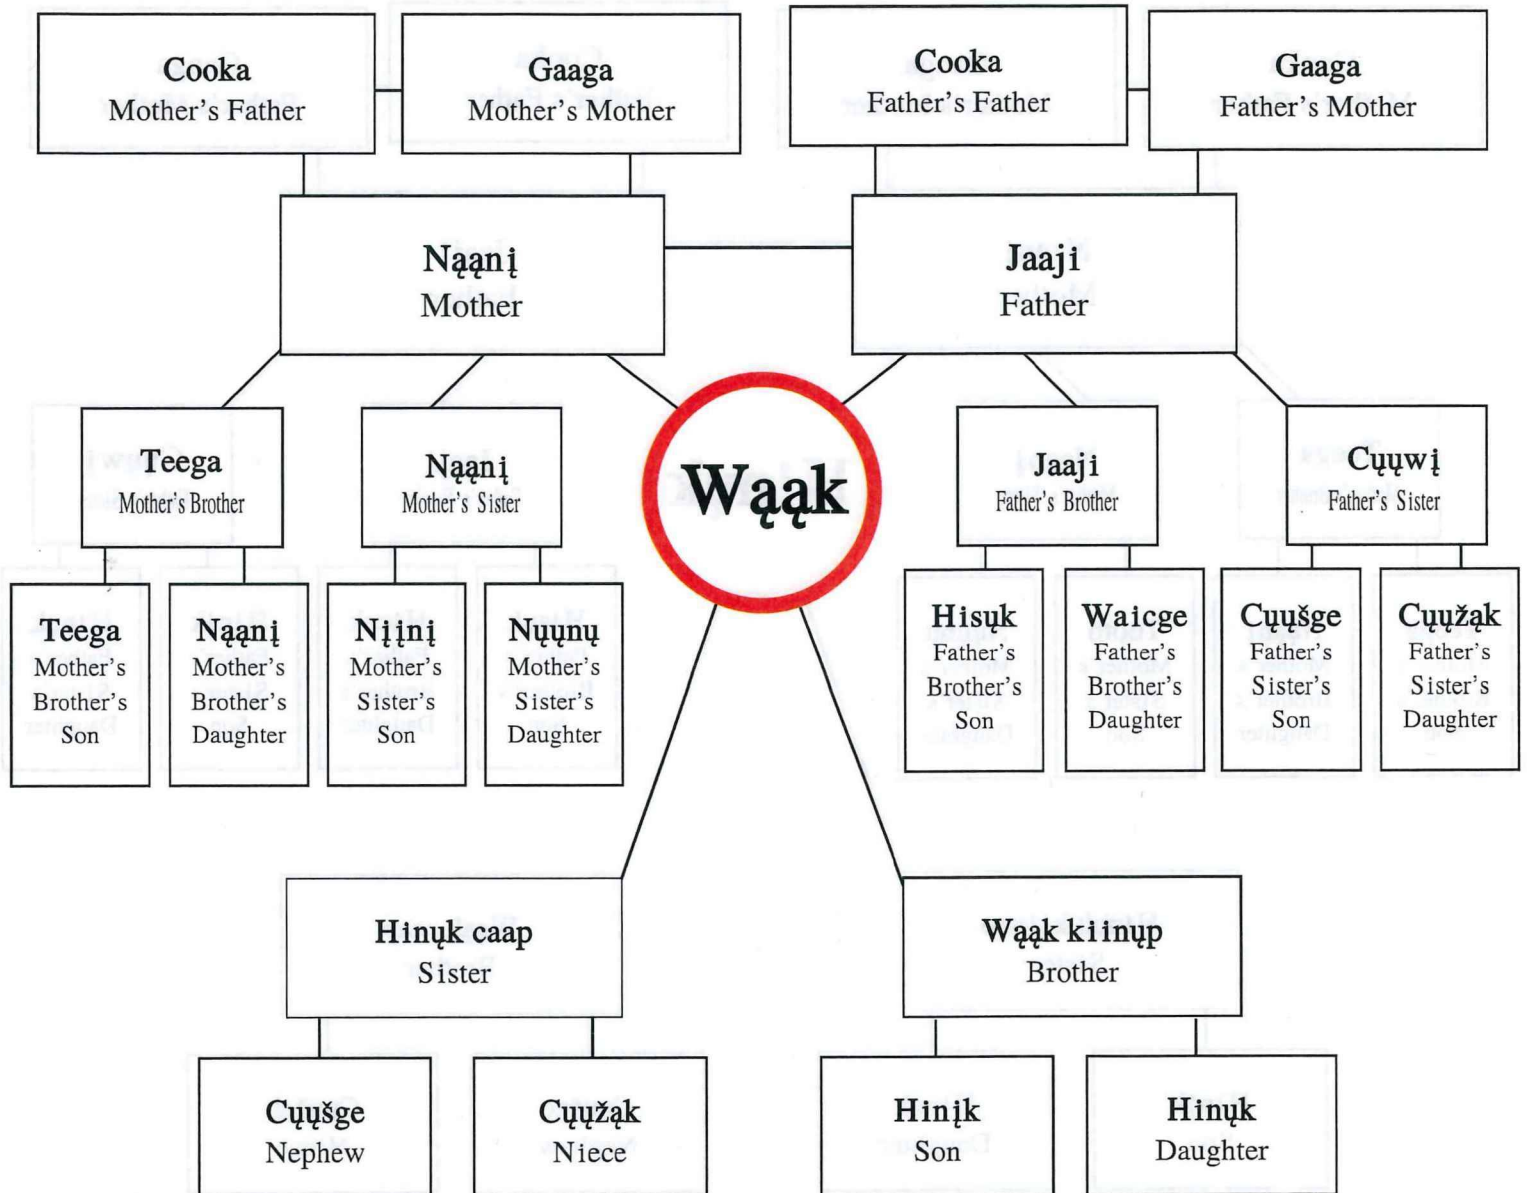 Cooka
Mother's Father
Gaaga
Mother's Mother
Cooka
Father's Father
Gaaga
Father's Mother
Nąąnį
Mother
Jaaji
Father
Teega
Mother's Brother
Nąąnį
Mother's Sister
Wąąk
Jaaji
Father's Brother
Cųųwį
Father's Sister
Teega
Mother's
Brother's
Son
Nąąnį
Mother's
Brother's
Daughter
Nįįnį
Mother's
Sister's
Son
Nųųnų
Mother's
Sister's
Daughter
Hisųk
Father's
Brother's
Son
Waicge
Father's
Brother's
Daughter
Cųųšge
Father's
Sister's
Son
Cųųžąk
Father's
Sister's
Daughter
Hinųk caap
Sister
Wąąk kiinųp
Brother
Cųųšge
Nephew
Cųųžąk
Niece
Hinįk
Son
Hinųk
Daughter